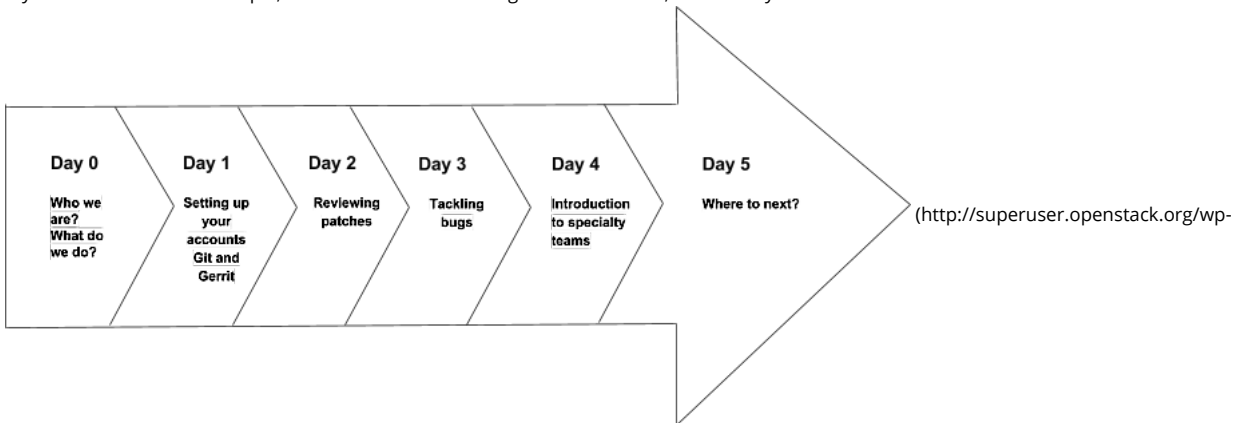 Day 0
Who we
are?
What do
we do?
Day 1
Setting up
your
accounts
Git and
Gerrit
Day 2
Reviewing
patches
Day 3
Tackling
bugs
Day 4
Introduction
to specialty
teams
Day 5
Where to next?
(http://superuser.openstack.org/wp-